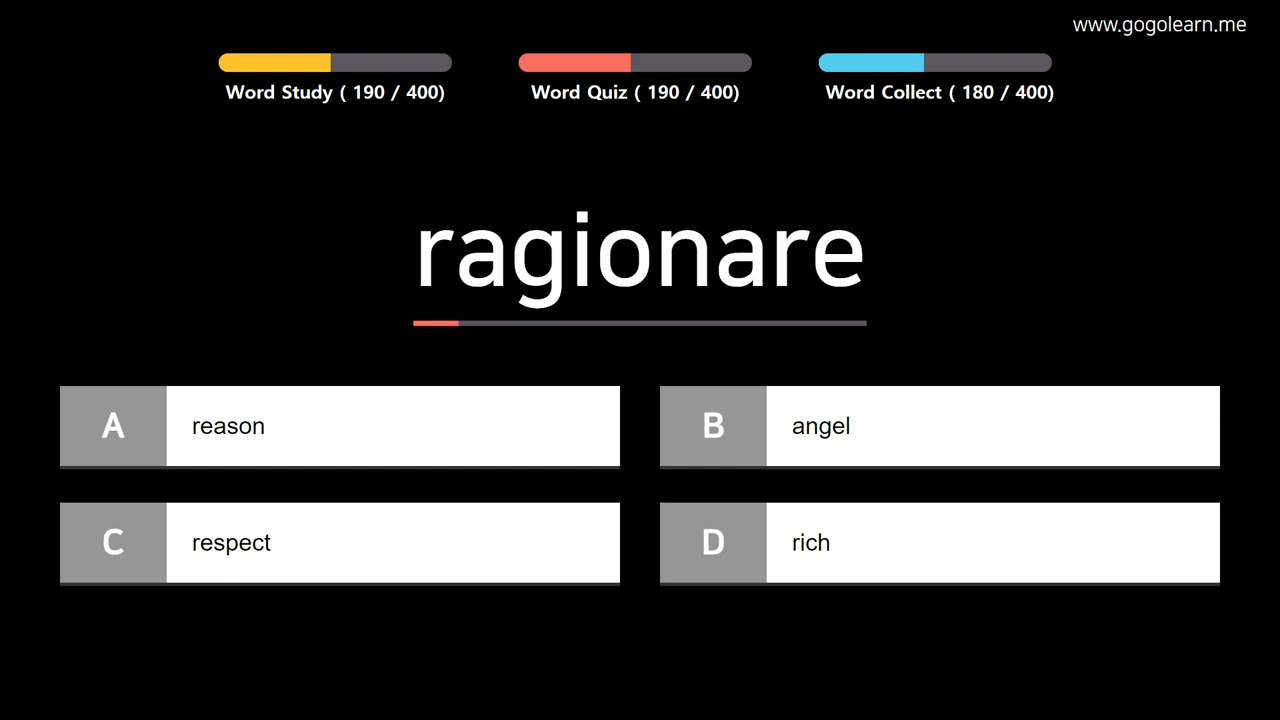 www.gogolearn.me
Word Study ( 190 / 400)
Word Quiz ( 190 / 400)
Word Collect ( 180 / 400)
ragionare
A reason
B angel
C respect
D rich